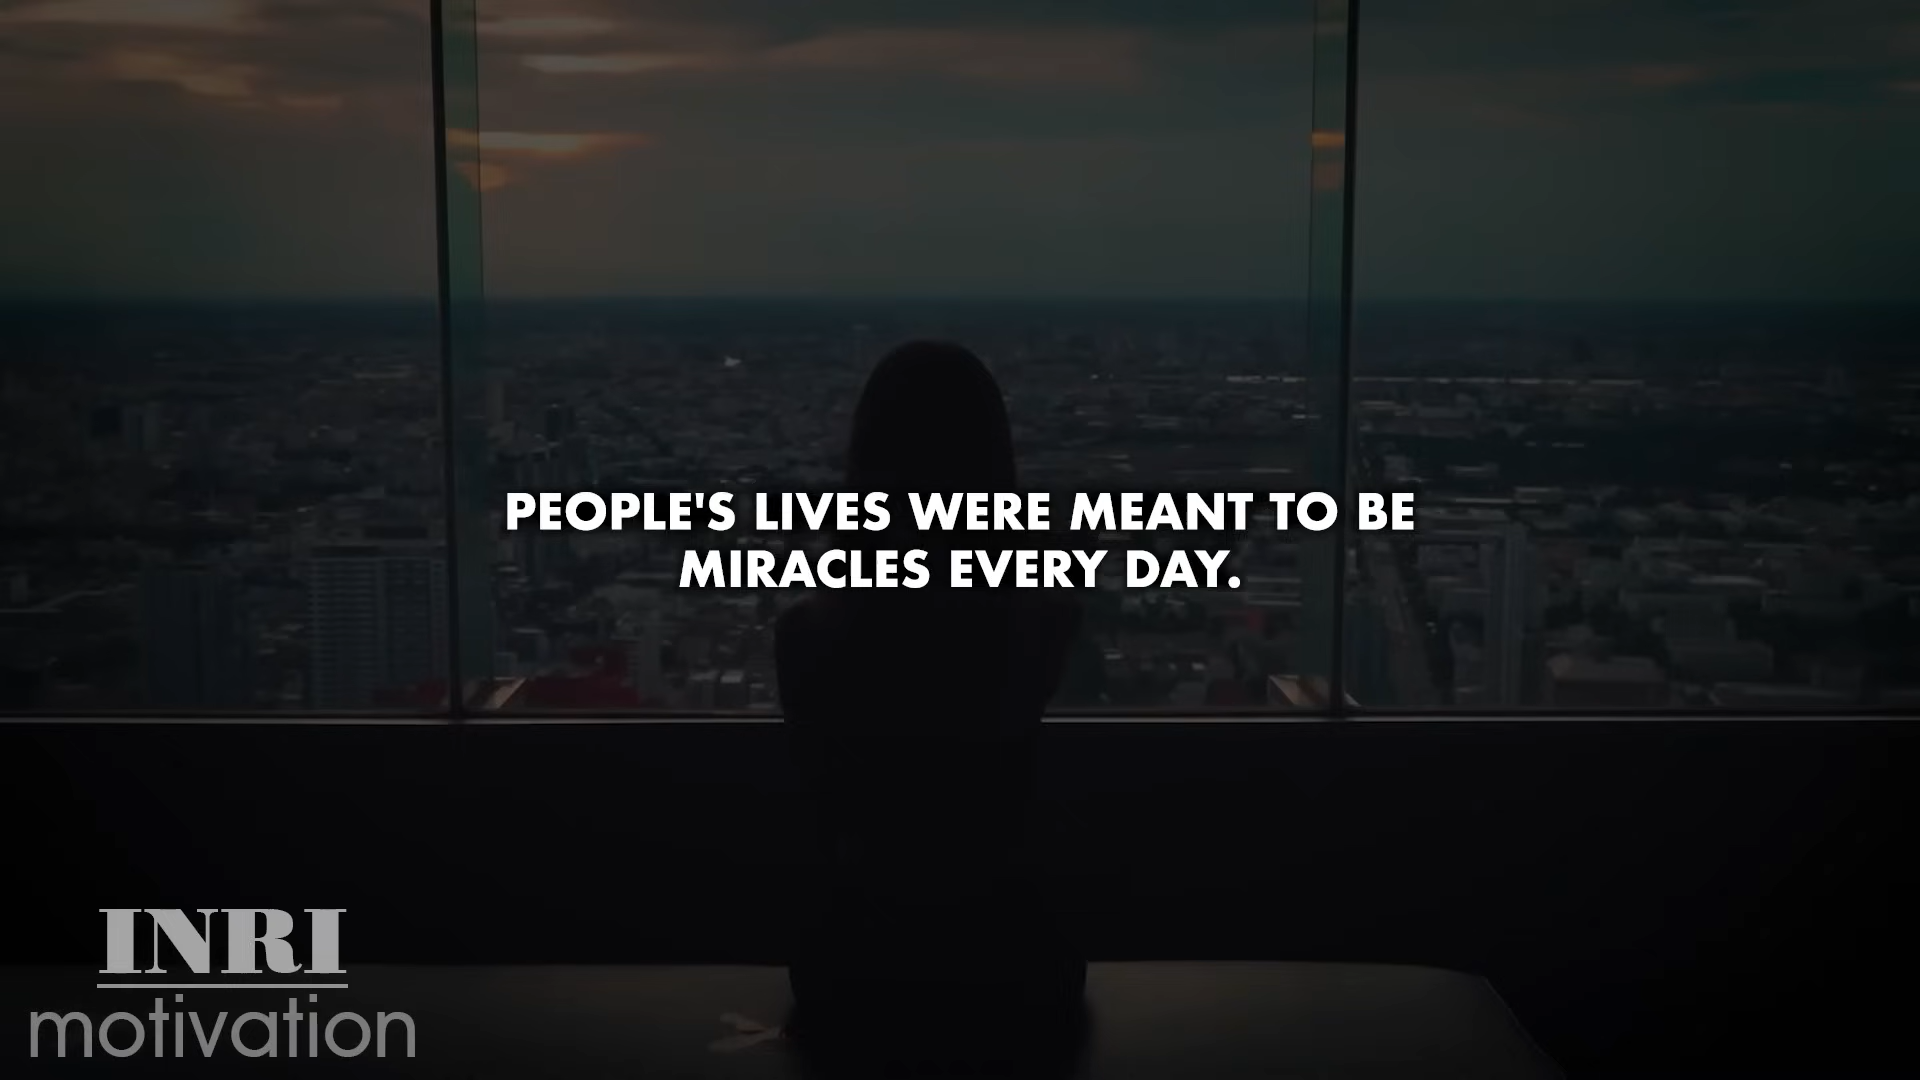 PEOPLE'S LIVES WERE MEANT TO BE
MIRACLES EVERY DAY.
INRI
motivation